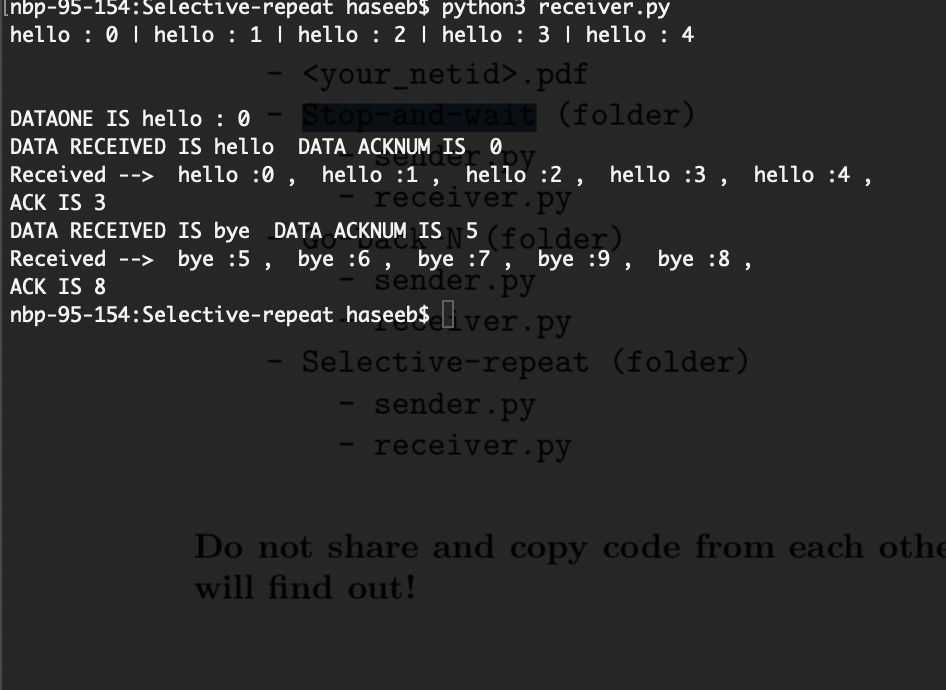 [nbp-95-154:Selective-repeat haseeb$ python3 receiver.py
hello : 0 | hello : 1 | hello : 2 | hello : 3 | hello : 4
- <your_netid>.pdf
DATAONE IS hello : 0
- Stop-and-wait (folder)
DATA RECEIVED IS hello  DATA ACKNUM IS  0
- sender.py
Received -->  hello :0 ,  hello :1 ,  hello :2 ,  hello :3 ,  hello :4 ,
- receiver.py
ACK IS 3
DATA RECEIVED IS bye  DATA ACKNUM IS  5
- Go-back-N (folder)
Received -->  bye :5 ,  bye :6 ,  bye :7 ,  bye :9 ,  bye :8 ,
- sender.py
ACK IS 8
nbp-95-154:Selective-repeat haseeb$
- receiver.py
- Selective-repeat (folder)
- sender.py
- receiver.py
Do not share and copy code from each othe
will find out!